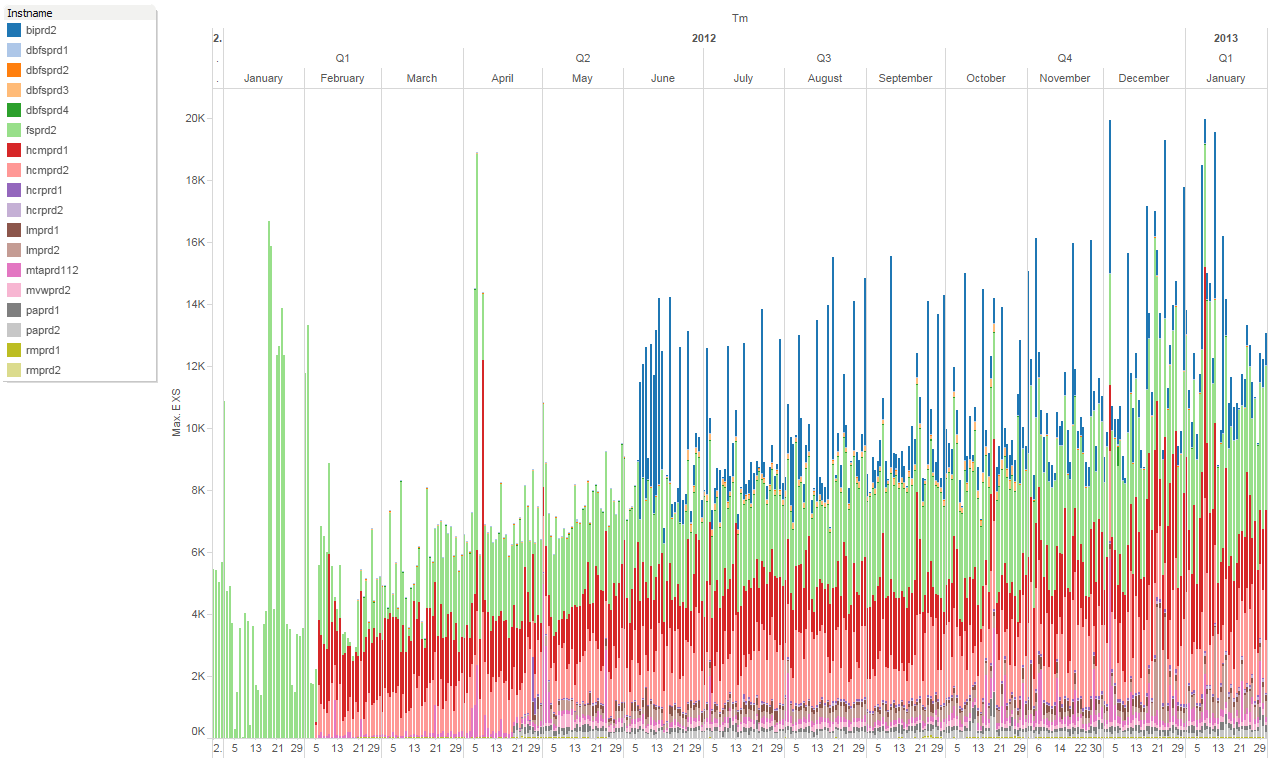 Instname
biprd2
dbfsprd1
dbfsprd2
dbfsprd3
dbfsprd4
fsprd2
hcmprd1
hcmprd2
hcrprd1
hcrprd2
lmprd1
lmprd2
mtaprd112
mvwprd2
paprd1
paprd2
rmprd1
rmprd2
Tm
2. 2012 2013
. Q1 Q2 Q3 Q4 Q1
. January February March April May June July August September October November December January
20K
18K
16K
14K
12K
10K
8K
6K
4K
2K
0K
Max. EXS
2. 5 13 21 29 5 13 21 29 5 13 21 29 5 13 21 29 5 13 21 29 5 13 21 29 5 13 21 29 5 13 21 29 5 13 21 29 5 13 21 29 6 14 22 30 5 13 21 29 5 13 21 29